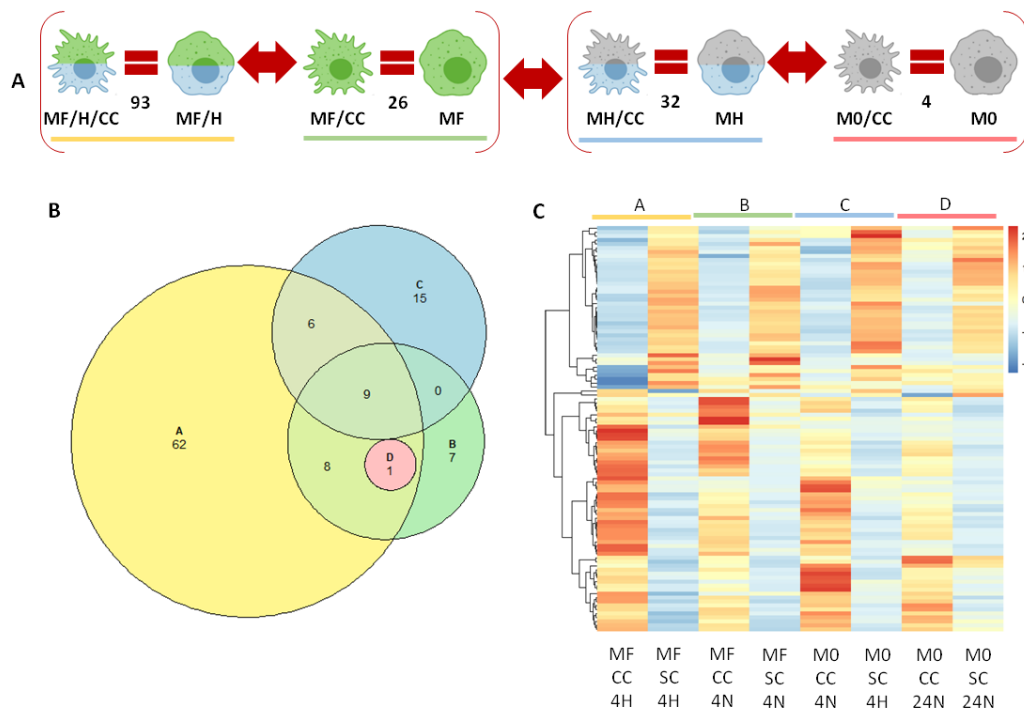 A
93
26
32
4
MF/H/CC MF/H MF/CC MF MH/CC MH M0/CC M0
B
C
15
6
9
0
A
62
B
7
8
D
1
C
A B C D
2
0
MF MF MF MF M0 M0 M0 M0
CC SC CC SC CC SC CC SC
4H 4H 4N 4N 4N 4H 24N 24N